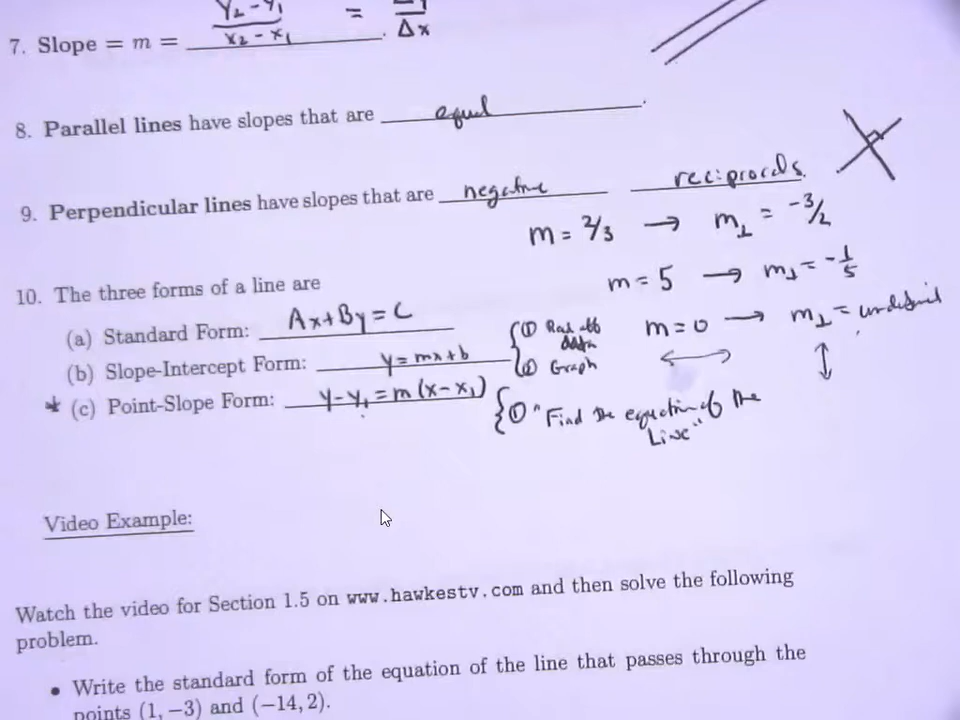 7. Slope = m = y₂ - y₁ / x₂ - x₁ . = / Δx
8. Parallel lines have slopes that are equal .
9. Perpendicular lines have slopes that are negative reciprocals.
m = 2/3 → m⊥ = -3/2
m = 5 → m⊥ = -1/5
10. The three forms of a line are
(a) Standard Form: Ax+By=C
{ ① Read off data
m = 0 → m⊥ = undefined
(b) Slope-Intercept Form: y=mx+b
② Graph
* (c) Point-Slope Form: y-y₁=m(x-x₁)
{ ① "Find the equation of the
Line"
Video Example:
Watch the video for Section 1.5 on www.hawkestv.com and then solve the following
problem.
• Write the standard form of the equation of the line that passes through the
points (1, −3) and (−14, 2).